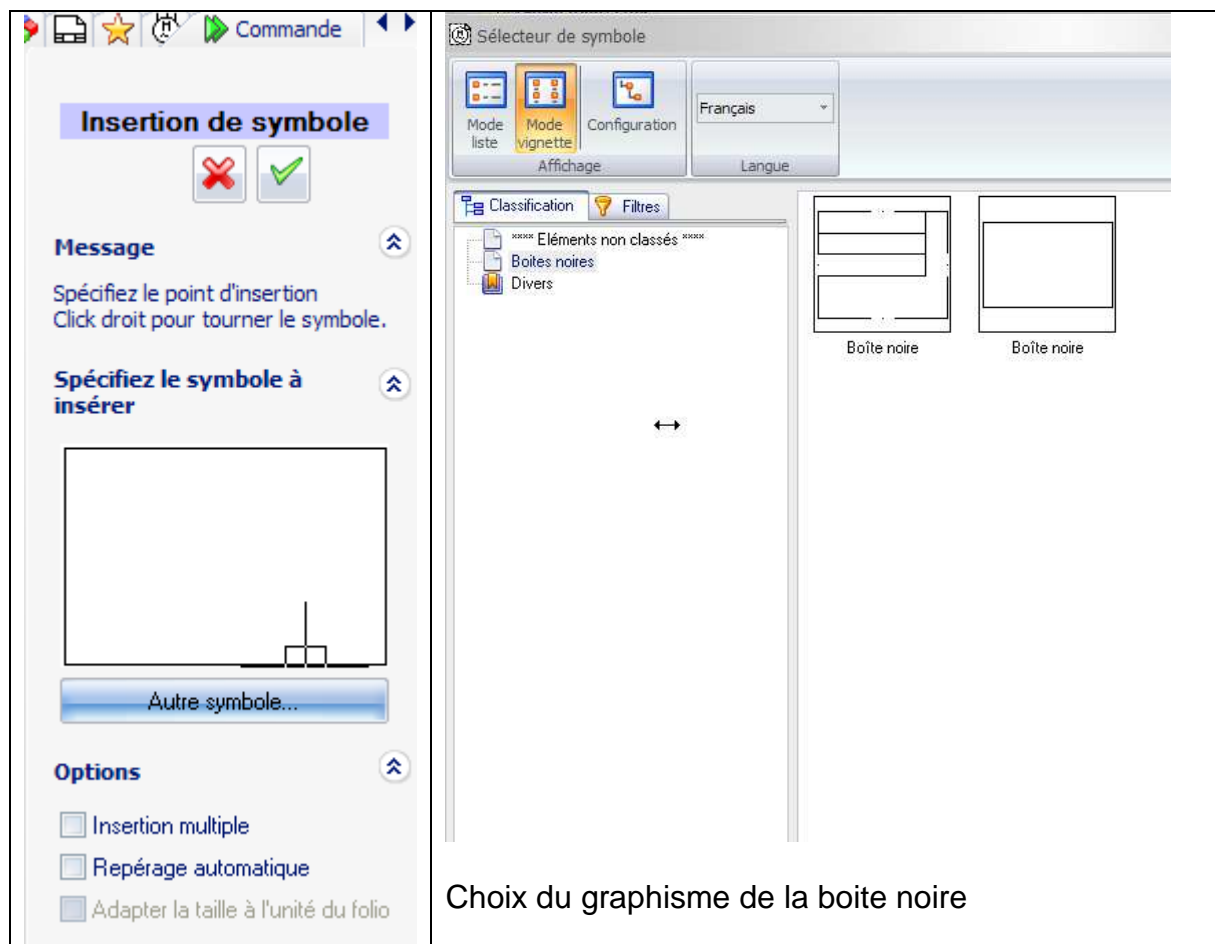 Commande
Insertion de symbole
Message
Spécifiez le point d'insertion
Click droit pour tourner le symbole.
Spécifiez le symbole à
insérer
Autre symbole...
Options
Insertion multiple
Repérage automatique
Adapter la taille à l'unité du folio
Sélecteur de symbole
Mode
liste
Mode
vignette
Configuration
Affichage
Français
Langue
Classification
Filtres
**** Eléments non classés ****
Boites noires
Divers
Boîte noire
Boîte noire
Choix du graphisme de la boite noire